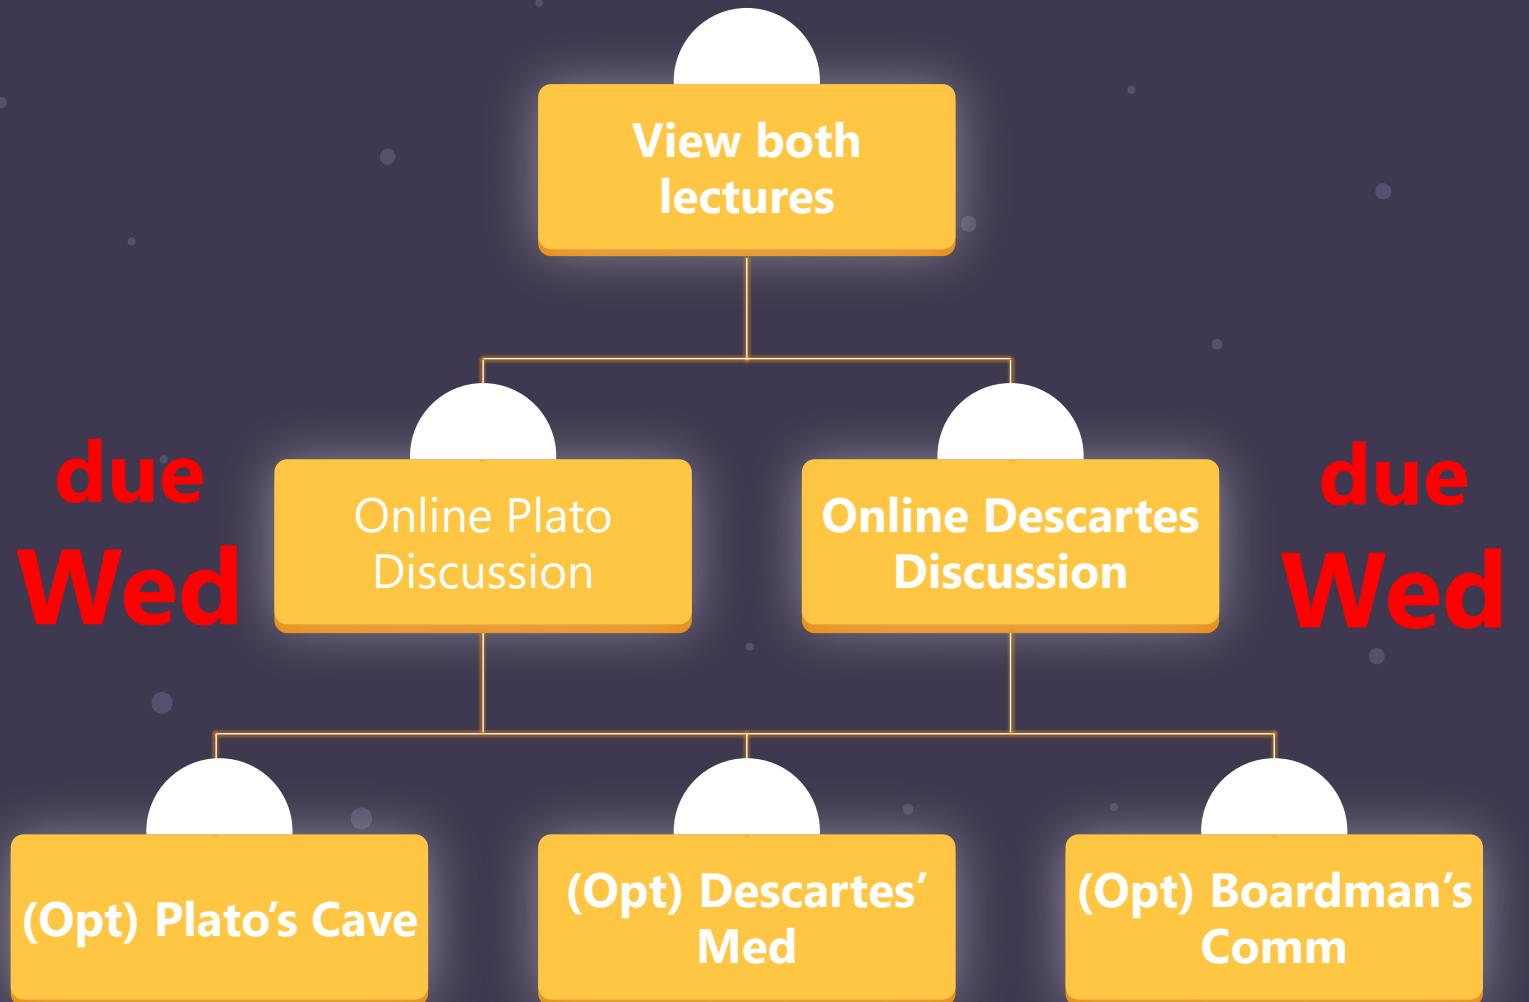 View both
lectures
due
Wed
Online Plato
Discussion
Online Descartes
Discussion
due
Wed
(Opt) Plato’s Cave
(Opt) Descartes’
Med
(Opt) Boardman’s
Comm